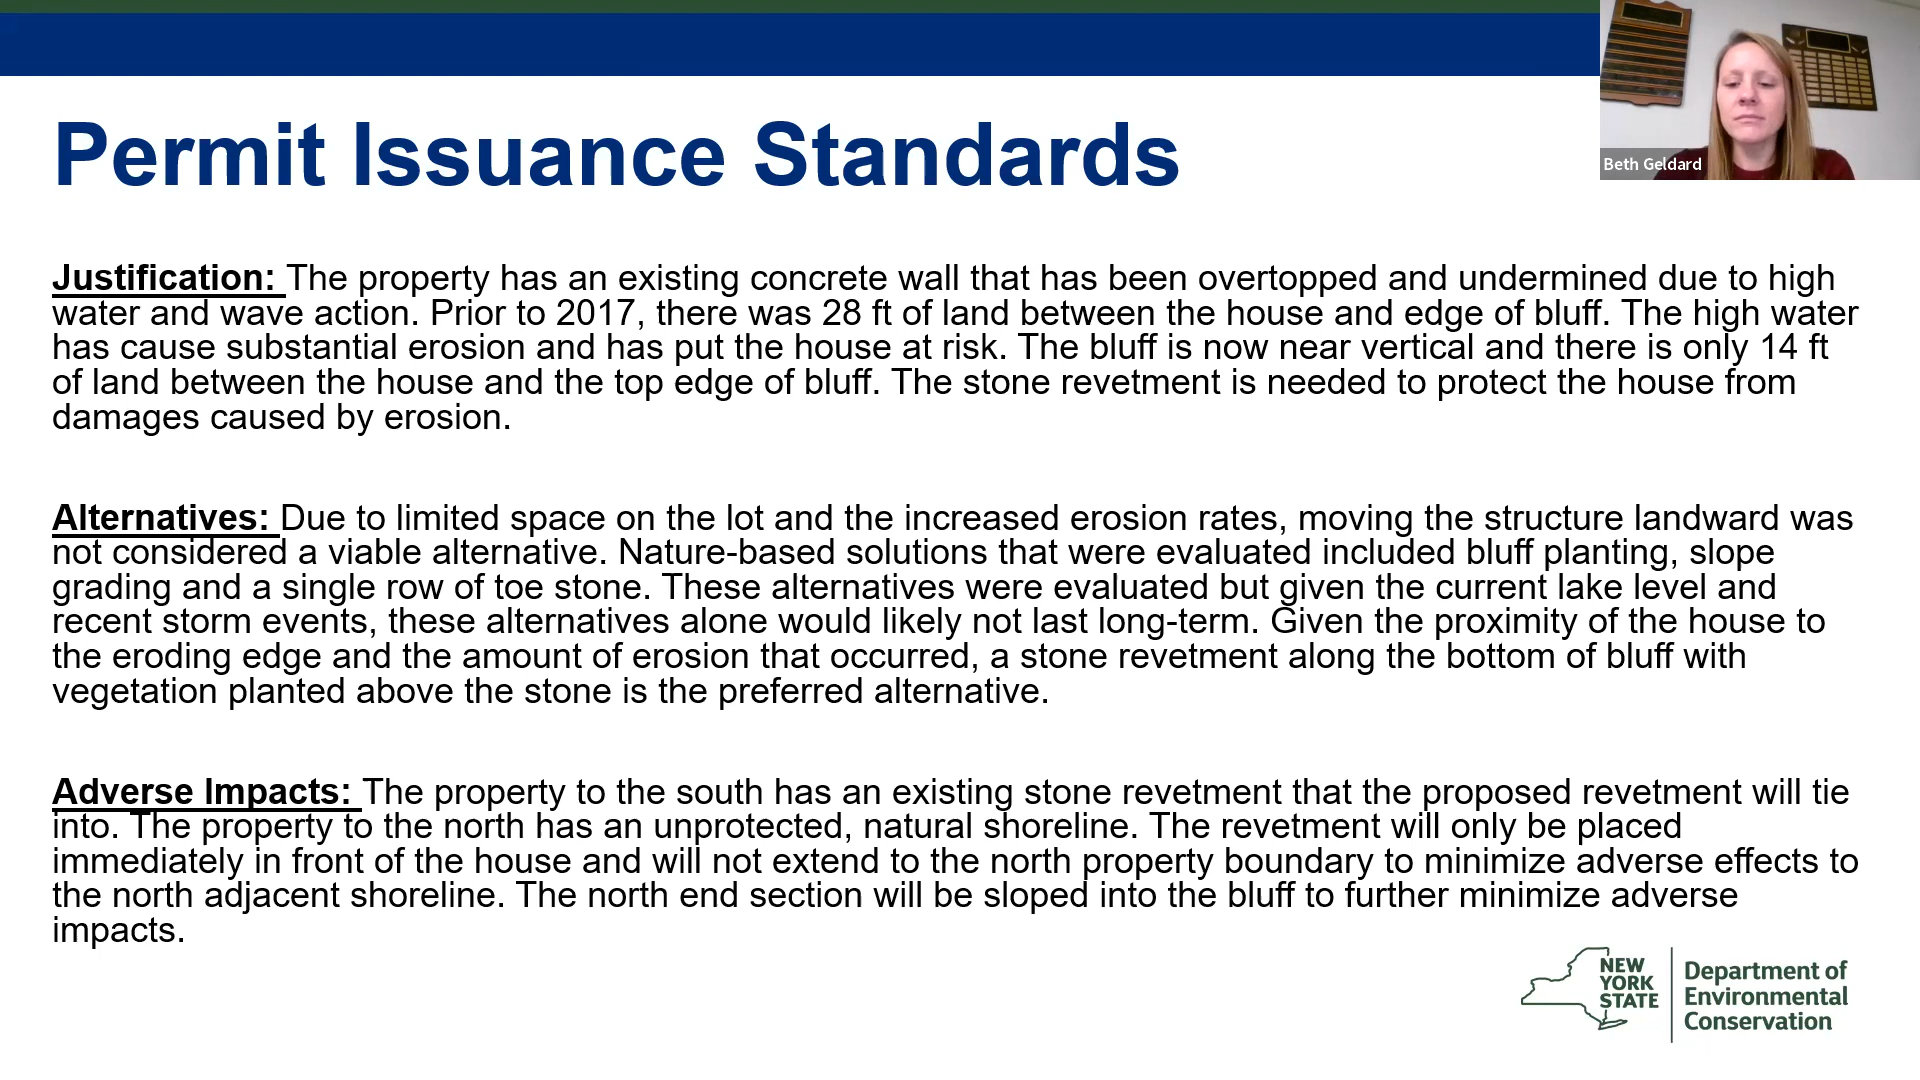 Beth Geldard
Permit Issuance Standards
Justification: The property has an existing concrete wall that has been overtopped and undermined due to high
water and wave action. Prior to 2017, there was 28 ft of land between the house and edge of bluff. The high water
has cause substantial erosion and has put the house at risk. The bluff is now near vertical and there is only 14 ft
of land between the house and the top edge of bluff. The stone revetment is needed to protect the house from
damages caused by erosion.
Alternatives: Due to limited space on the lot and the increased erosion rates, moving the structure landward was
not considered a viable alternative. Nature-based solutions that were evaluated included bluff planting, slope
grading and a single row of toe stone. These alternatives were evaluated but given the current lake level and
recent storm events, these alternatives alone would likely not last long-term. Given the proximity of the house to
the eroding edge and the amount of erosion that occurred, a stone revetment along the bottom of bluff with
vegetation planted above the stone is the preferred alternative.
Adverse Impacts: The property to the south has an existing stone revetment that the proposed revetment will tie
into. The property to the north has an unprotected, natural shoreline. The revetment will only be placed
immediately in front of the house and will not extend to the north property boundary to minimize adverse effects to
the north adjacent shoreline. The north end section will be sloped into the bluff to further minimize adverse
impacts.
NEW
YORK
STATE
Department of
Environmental
Conservation